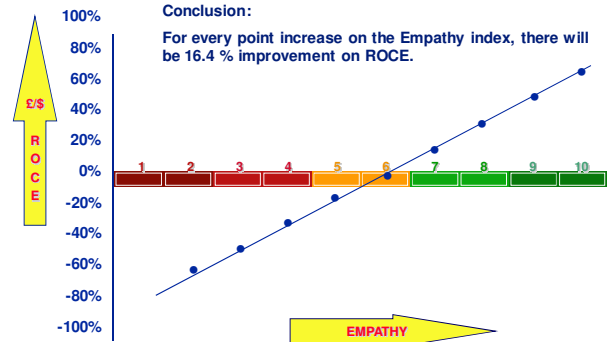 Conclusion:
For every point increase on the Empathy index, there will
be 16.4 % improvement on ROCE.
100%
80%
60%
40%
20%
0%
-20%
-40%
-60%
-80%
-100%
£/$
R
O
C
E
1 2 3 4 5 6 7 8 9 10
EMPATHY